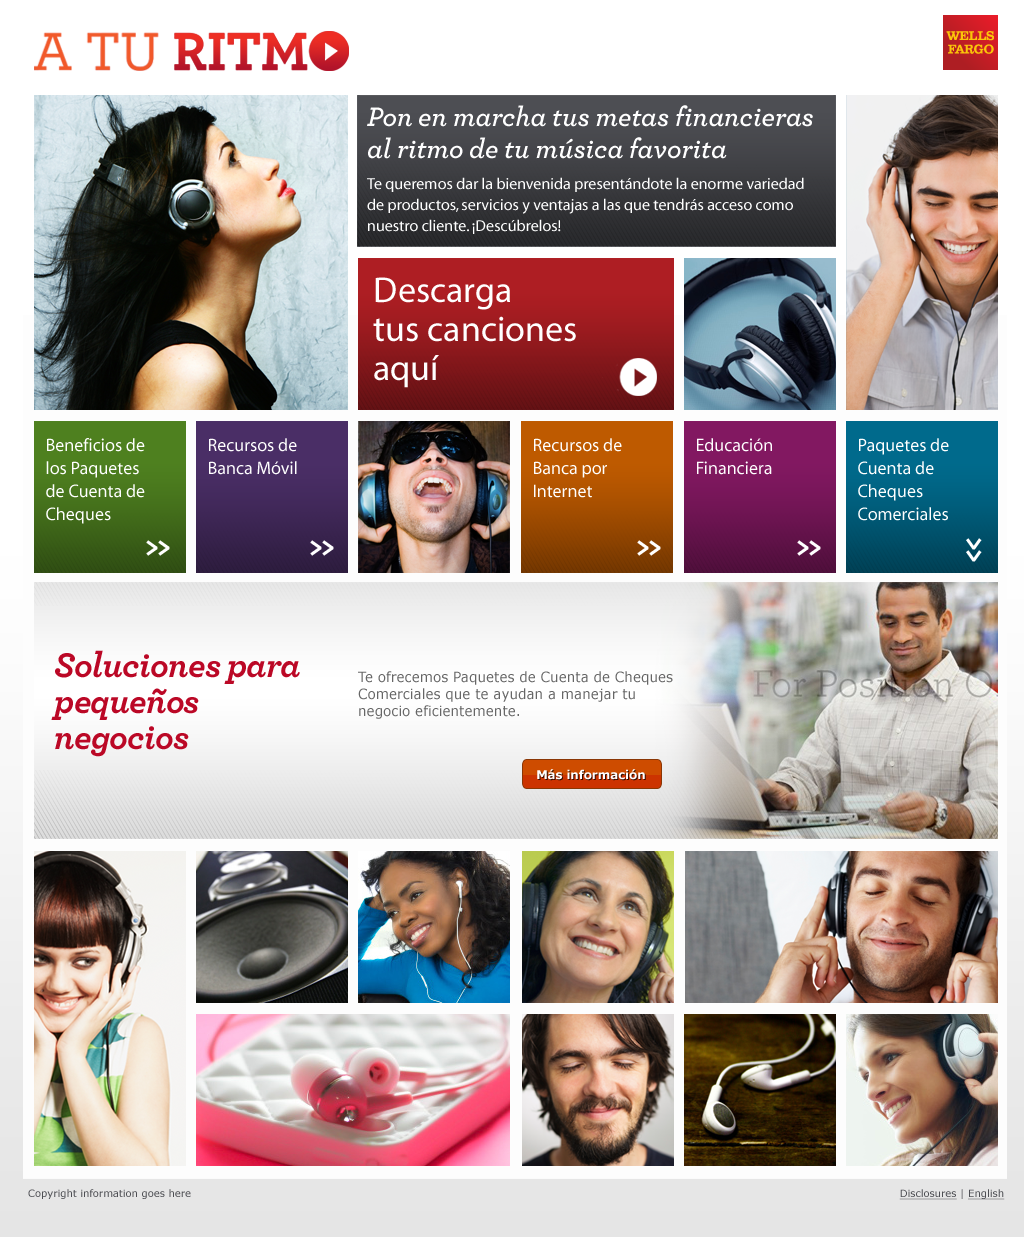 A TU RITMO
WELLS
FARGO
Pon en marcha tus metas financieras
al ritmo de tu música favorita
Te queremos dar la bienvenida presentándote la enorme variedad
de productos, servicios y ventajas a las que tendrás acceso como
nuestro cliente. ¡Descúbrelos!
Descarga
tus canciones
aquí
Beneficios de
los Paquetes
de Cuenta de
Cheques
Recursos de
Banca Móvil
Recursos de
Banca por
Internet
Educación
Financiera
Paquetes de
Cuenta de
Cheques
Comerciales
Soluciones para
pequeños
negocios
Te ofrecemos Paquetes de Cuenta de Cheques
Comerciales que te ayudan a manejar tu
negocio eficientemente.
Más información
For Position O
Copyright information goes here
Disclosures | English